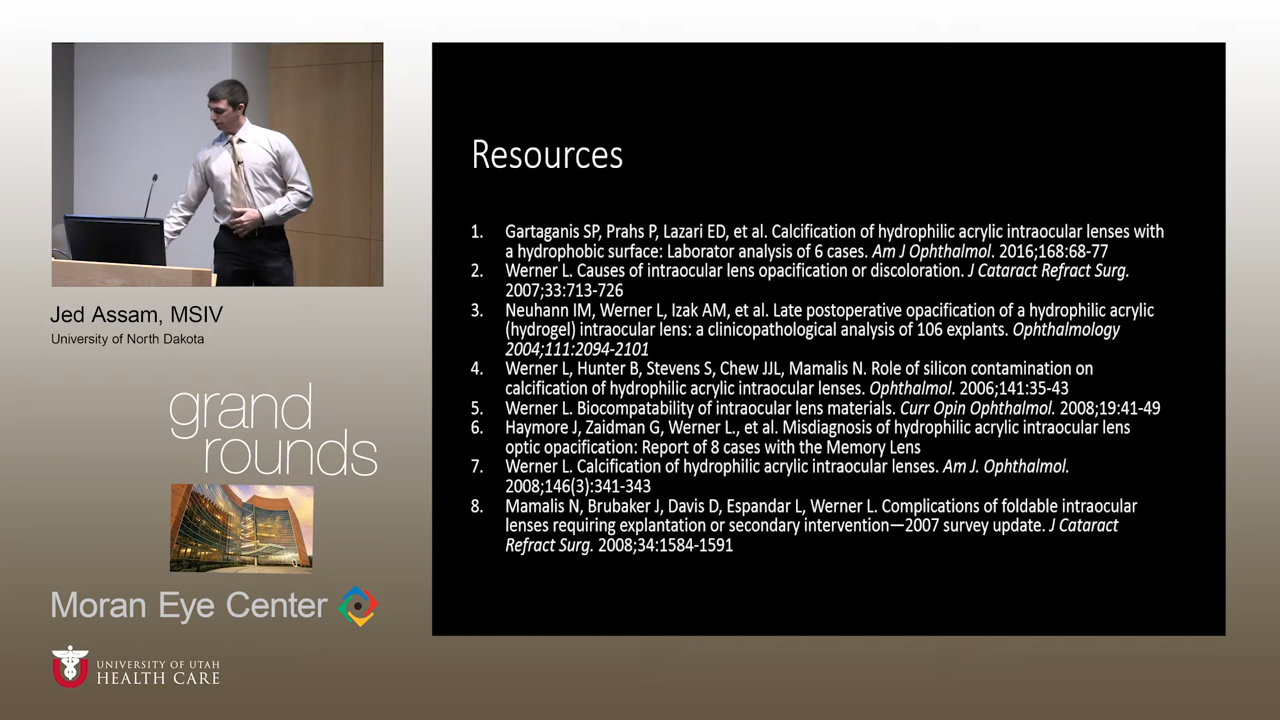 Jed Assam, MSIV
University of North Dakota
grand
rounds
Moran Eye Center
UNIVERSITY OF UTAH
HEALTH CARE
Resources
1. Gartaganis SP, Prahs P, Lazari ED, et al. Calcification of hydrophilic acrylic intraocular lenses with
a hydrophobic surface: Laborator analysis of 6 cases. Am J Ophthalmol. 2016;168:68-77
2. Werner L. Causes of intraocular lens opacification or discoloration. J Cataract Refract Surg.
2007;33:713-726
3. Neuhann IM, Werner L, Izak AM, et al. Late postoperative opacification of a hydrophilic acrylic
(hydrogel) intraocular lens: a clinicopathological analysis of 106 explants. Ophthalmology
2004;111:2094-2101
4. Werner L, Hunter B, Stevens S, Chew JJL, Mamalis N. Role of silicon contamination on
calcification of hydrophilic acrylic intraocular lenses. Ophthalmol. 2006;141:35-43
5. Werner L. Biocompatability of intraocular lens materials. Curr Opin Ophthalmol. 2008;19:41-49
6. Haymore J, Zaidman G, Werner L., et al. Misdiagnosis of hydrophilic acrylic intraocular lens
optic opacification: Report of 8 cases with the Memory Lens
7. Werner L. Calcification of hydrophilic acrylic intraocular lenses. Am J. Ophthalmol.
2008;146(3):341-343
8. Mamalis N, Brubaker J, Davis D, Espandar L, Werner L. Complications of foldable intraocular
lenses requiring explantation or secondary intervention—2007 survey update. J Cataract
Refract Surg. 2008;34:1584-1591